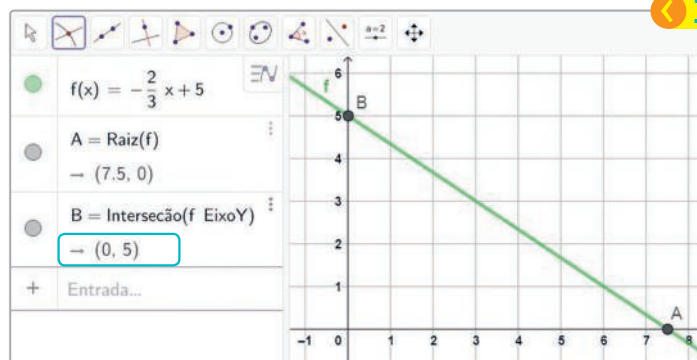 a=2
f(x) = -2/3 x + 5
A = Raiz(f)
→ (7.5, 0)
B = Intersecão(f EixoY)
→ (0, 5)
+ Entrada...
f
B
A
6
5
4
3
2
1
-1 0 1 2 3 4 5 6 7 8